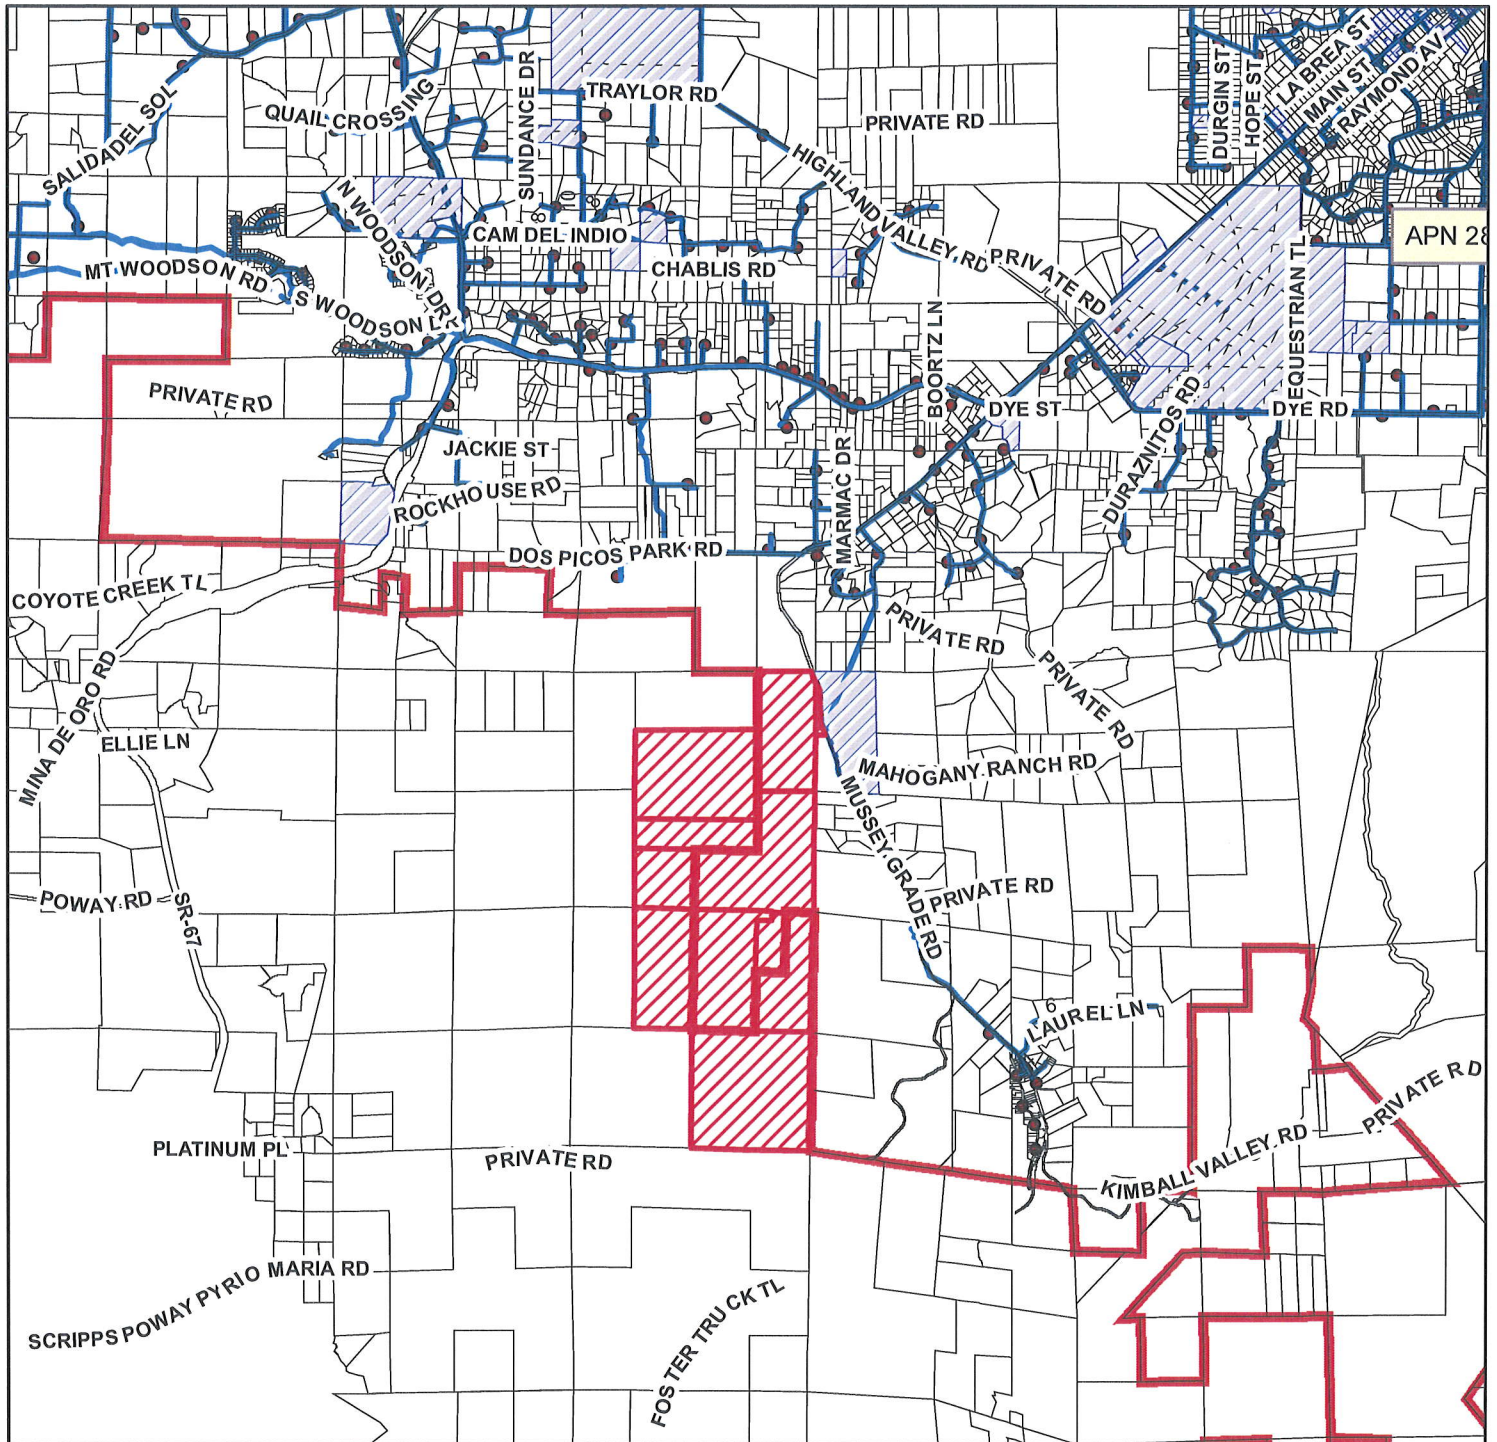 LA BREA ST
MAIN ST
RAYMOND AV
DURGIN ST
HOPE ST
SUNDANCE DR
TRAYLOR RD
QUAIL CROSSING
PRIVATE RD
SALIDA DEL SOL
HIGHLAND VALLEY RD
N WOODSON DR
8
10
8
CAM DEL INDIO
APN 28
MT WOODSON RD
CHABLIS RD
PRIVATE RD
S WOODSON DR
EQUESTRIAN TL
BOORTZ LN
PRIVATE RD
DYE ST
DYE RD
JACKIE ST
MARMAC DR
DURAZNITOS RD
ROCKHOUSE RD
DOS PICOS PARK RD
COYOTE CREEK TL
PRIVATE RD
PRIVATE RD
MINA DE ORO RD
ELLIE LN
MAHOGANY RANCH RD
MUSSEY GRADE RD
POWAY RD
SR-67
PRIVATE RD
6
LAUREL LN
PRIVATE RD
PLATINUM PL
PRIVATE RD
KIMBALL VALLEY RD
SCRIPPS POWAY PY
RIO MARIA RD
FOSTER TRUCK TL